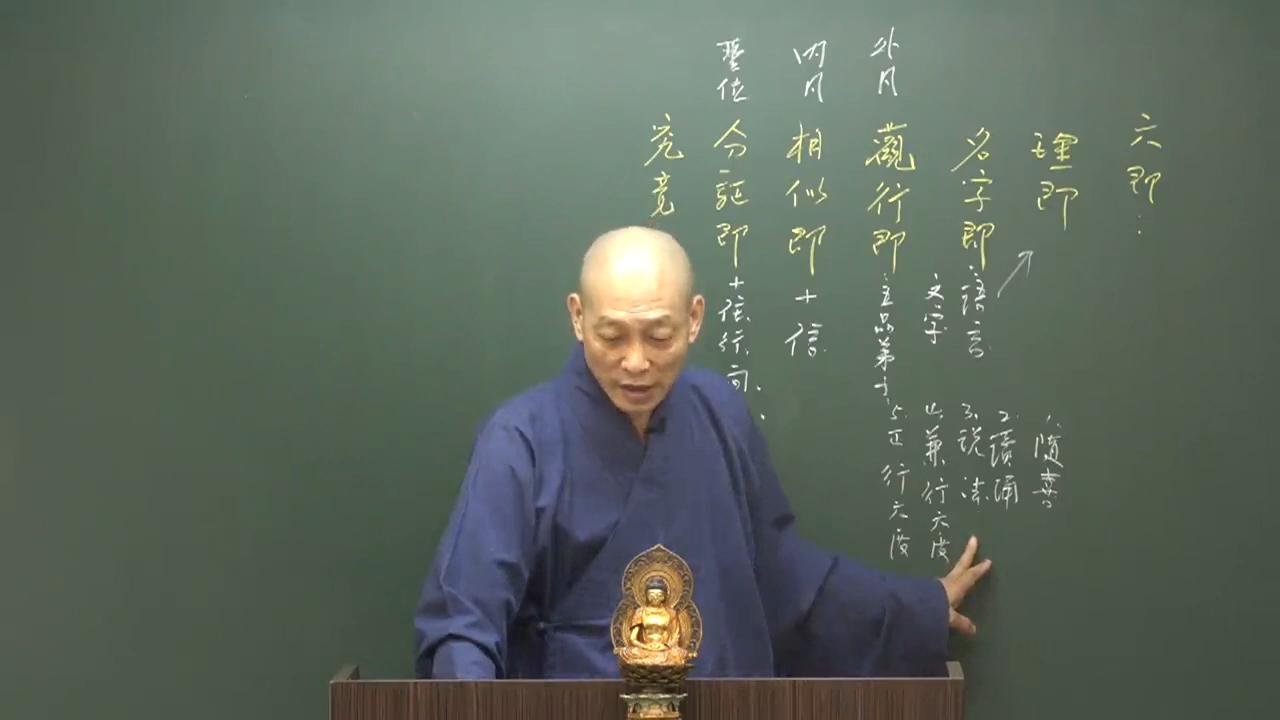 六即:
理即
名字即:語言
文字
外凡
觀行即:五品弟子
1.隨喜
2.讀誦
3.說法
4.兼行六度
5.正行六度
內凡
相似即 十信
聖位
分証即 十住.行.向.
究竟